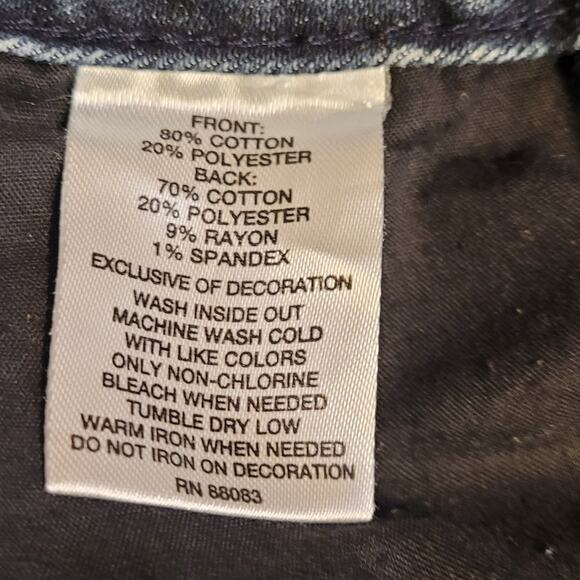 FRONT:
80% COTTON
20% POLYESTER
BACK:
70% COTTON
20% POLYESTER
9% RAYON
1% SPANDEX
EXCLUSIVE OF DECORATION
WASH INSIDE OUT
MACHINE WASH COLD
WITH LIKE COLORS
ONLY NON-CHLORINE
BLEACH WHEN NEEDED
TUMBLE DRY LOW
WARM IRON WHEN NEEDED
DO NOT IRON ON DECORATION
RN 88083